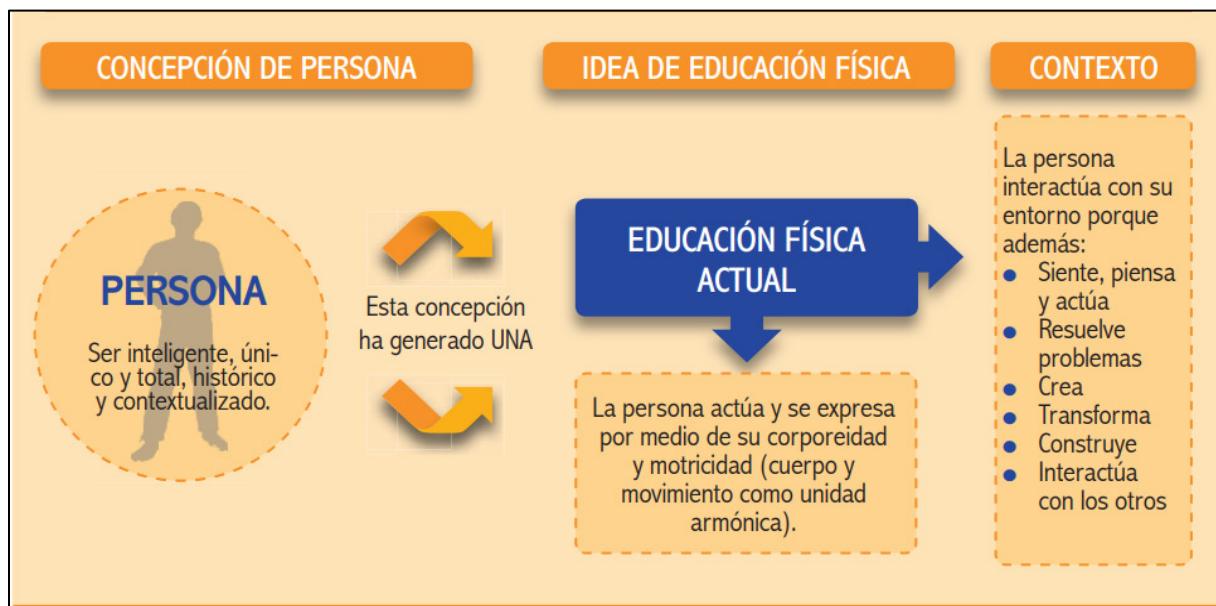 CONCEPCIÓN DE PERSONA
IDEA DE EDUCACIÓN FÍSICA
CONTEXTO
PERSONA
Ser inteligente, úni-
co y total, histórico
y contextualizado.
Esta concepción
ha generado UNA
EDUCACIÓN FÍSICA
ACTUAL
La persona actúa y se expresa
por medio de su corporeidad
y motricidad (cuerpo y
movimiento como unidad
armónica).
La persona
interactúa con su
entorno porque
además:
● Siente, piensa
y actúa
● Resuelve
problemas
● Crea
● Transforma
● Construye
● Interactúa
con los otros